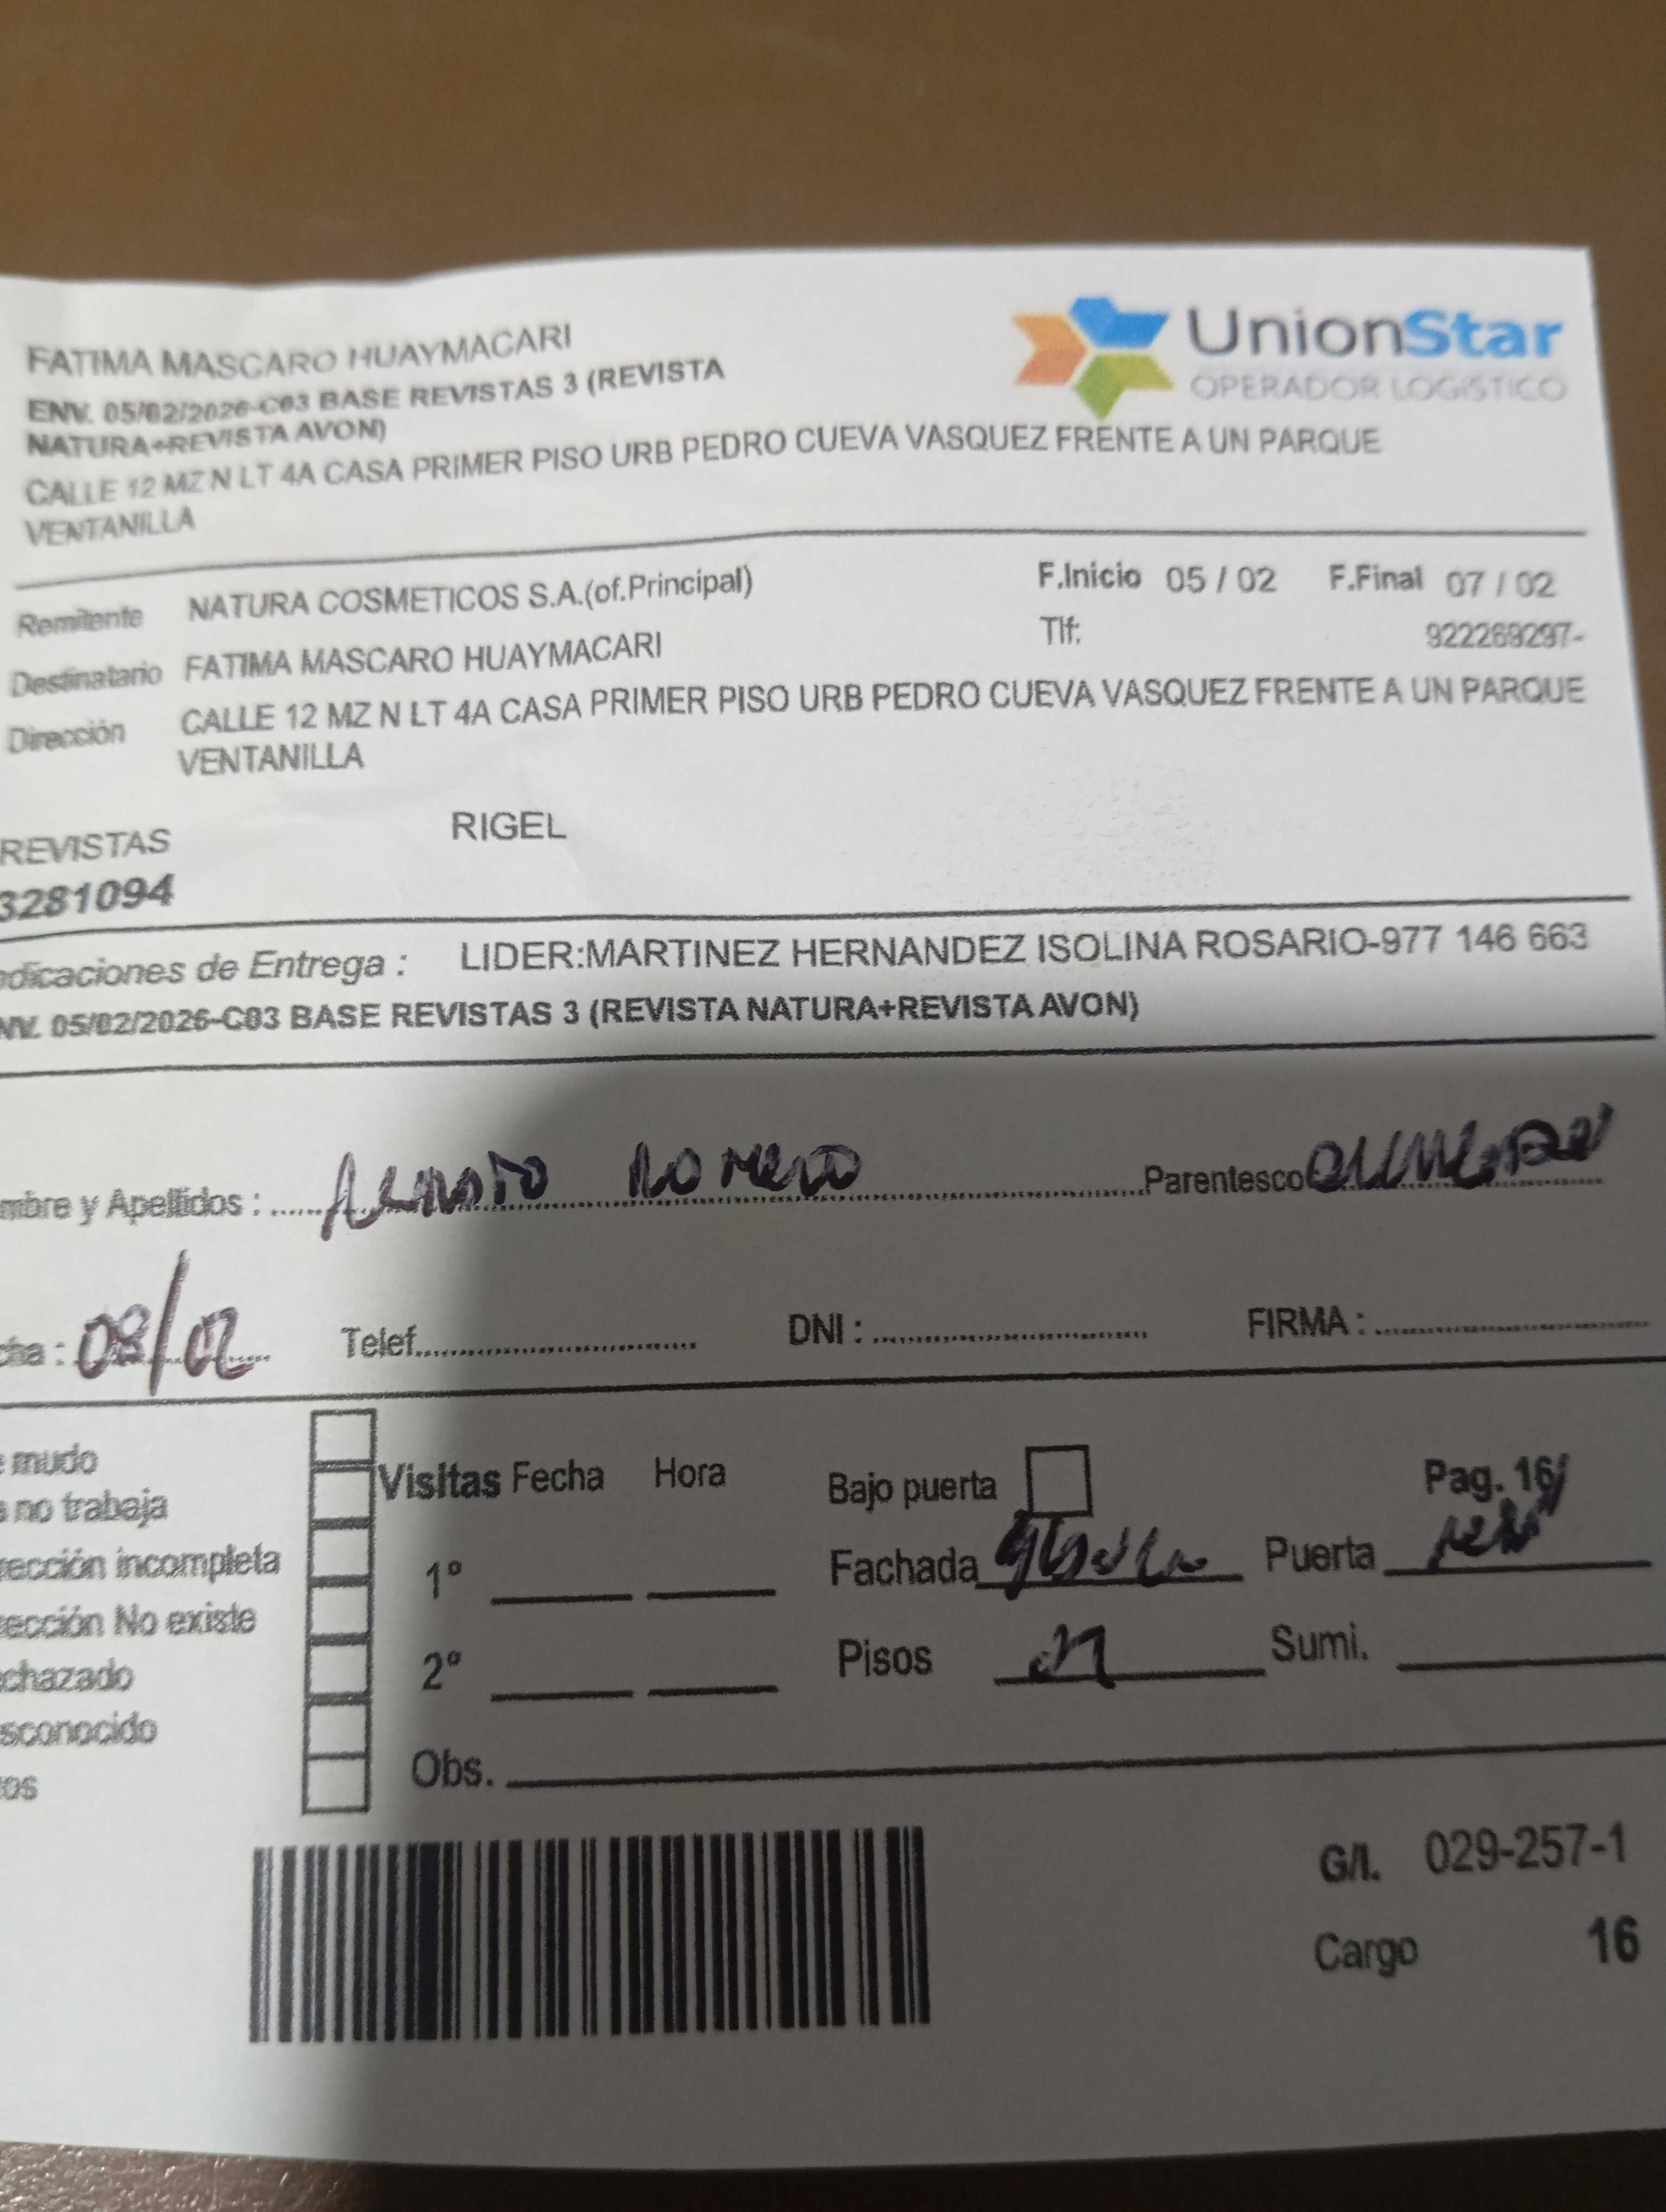 FATIMA MASCARO HUAYMACARI
UnionStar
OPERADOR LOGÍSTICO
ENV. 05/02/2026-C03 BASE REVISTAS 3 (REVISTA
NATURA+REVISTA AVON)
CALLE 12 MZ N LT 4A CASA PRIMER PISO URB PEDRO CUEVA VASQUEZ FRENTE A UN PARQUE
VENTANILLA
Remitente NATURA COSMETICOS S.A.(of.Principal) F.Inicio 05 / 02 F.Final 07 / 02
Destinatario FATIMA MASCARO HUAYMACARI Tlf: 922269297-
Dirección CALLE 12 MZ N LT 4A CASA PRIMER PISO URB PEDRO CUEVA VASQUEZ FRENTE A UN PARQUE
VENTANILLA
REVISTAS RIGEL
3281094
dicaciones de Entrega : LIDER:MARTINEZ HERNANDEZ ISOLINA ROSARIO-977 146 663
NV. 05/02/2026-C03 BASE REVISTAS 3 (REVISTA NATURA+REVISTA AVON)
mbre y Apellidos : Romero Parentesco
cha : 08/02 Telef. DNI : FIRMA :
e mudo
a no trabaja
rección incompleta
rección No existe
echazado
sconocido
os
Visitas Fecha Hora
1°
2°
Obs.
Bajo puerta Pag. 16/
Fachada Puerta
Pisos 01 Sumi.
G/I. 029-257-1
Cargo 16